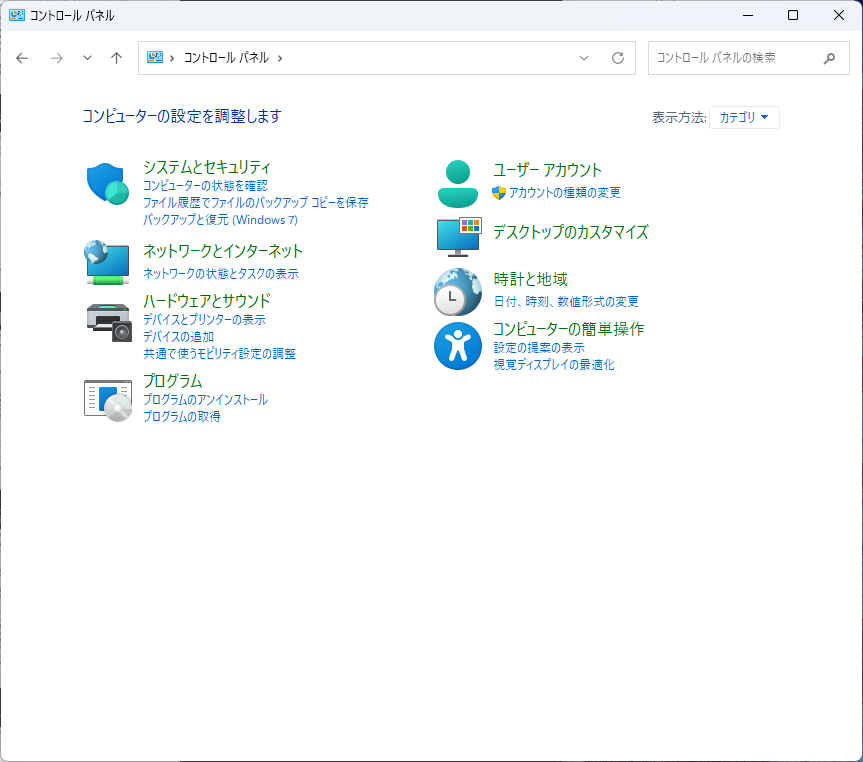 コントロール パネル
コントロール パネル
コントロール パネルの検索
コンピューターの設定を調整します
表示方法: カテゴリ
システムとセキュリティ
コンピューターの状態を確認
ファイル履歴でファイルのバックアップ コピーを保存
バックアップと復元 (Windows 7)
ネットワークとインターネット
ネットワークの状態とタスクの表示
ハードウェアとサウンド
デバイスとプリンターの表示
デバイスの追加
共通で使うモビリティ設定の調整
プログラム
プログラムのアンインストール
プログラムの取得
ユーザー アカウント
アカウントの種類の変更
デスクトップのカスタマイズ
時計と地域
日付、時刻、数値形式の変更
コンピューターの簡単操作
設定の提案の表示
視覚ディスプレイの最適化